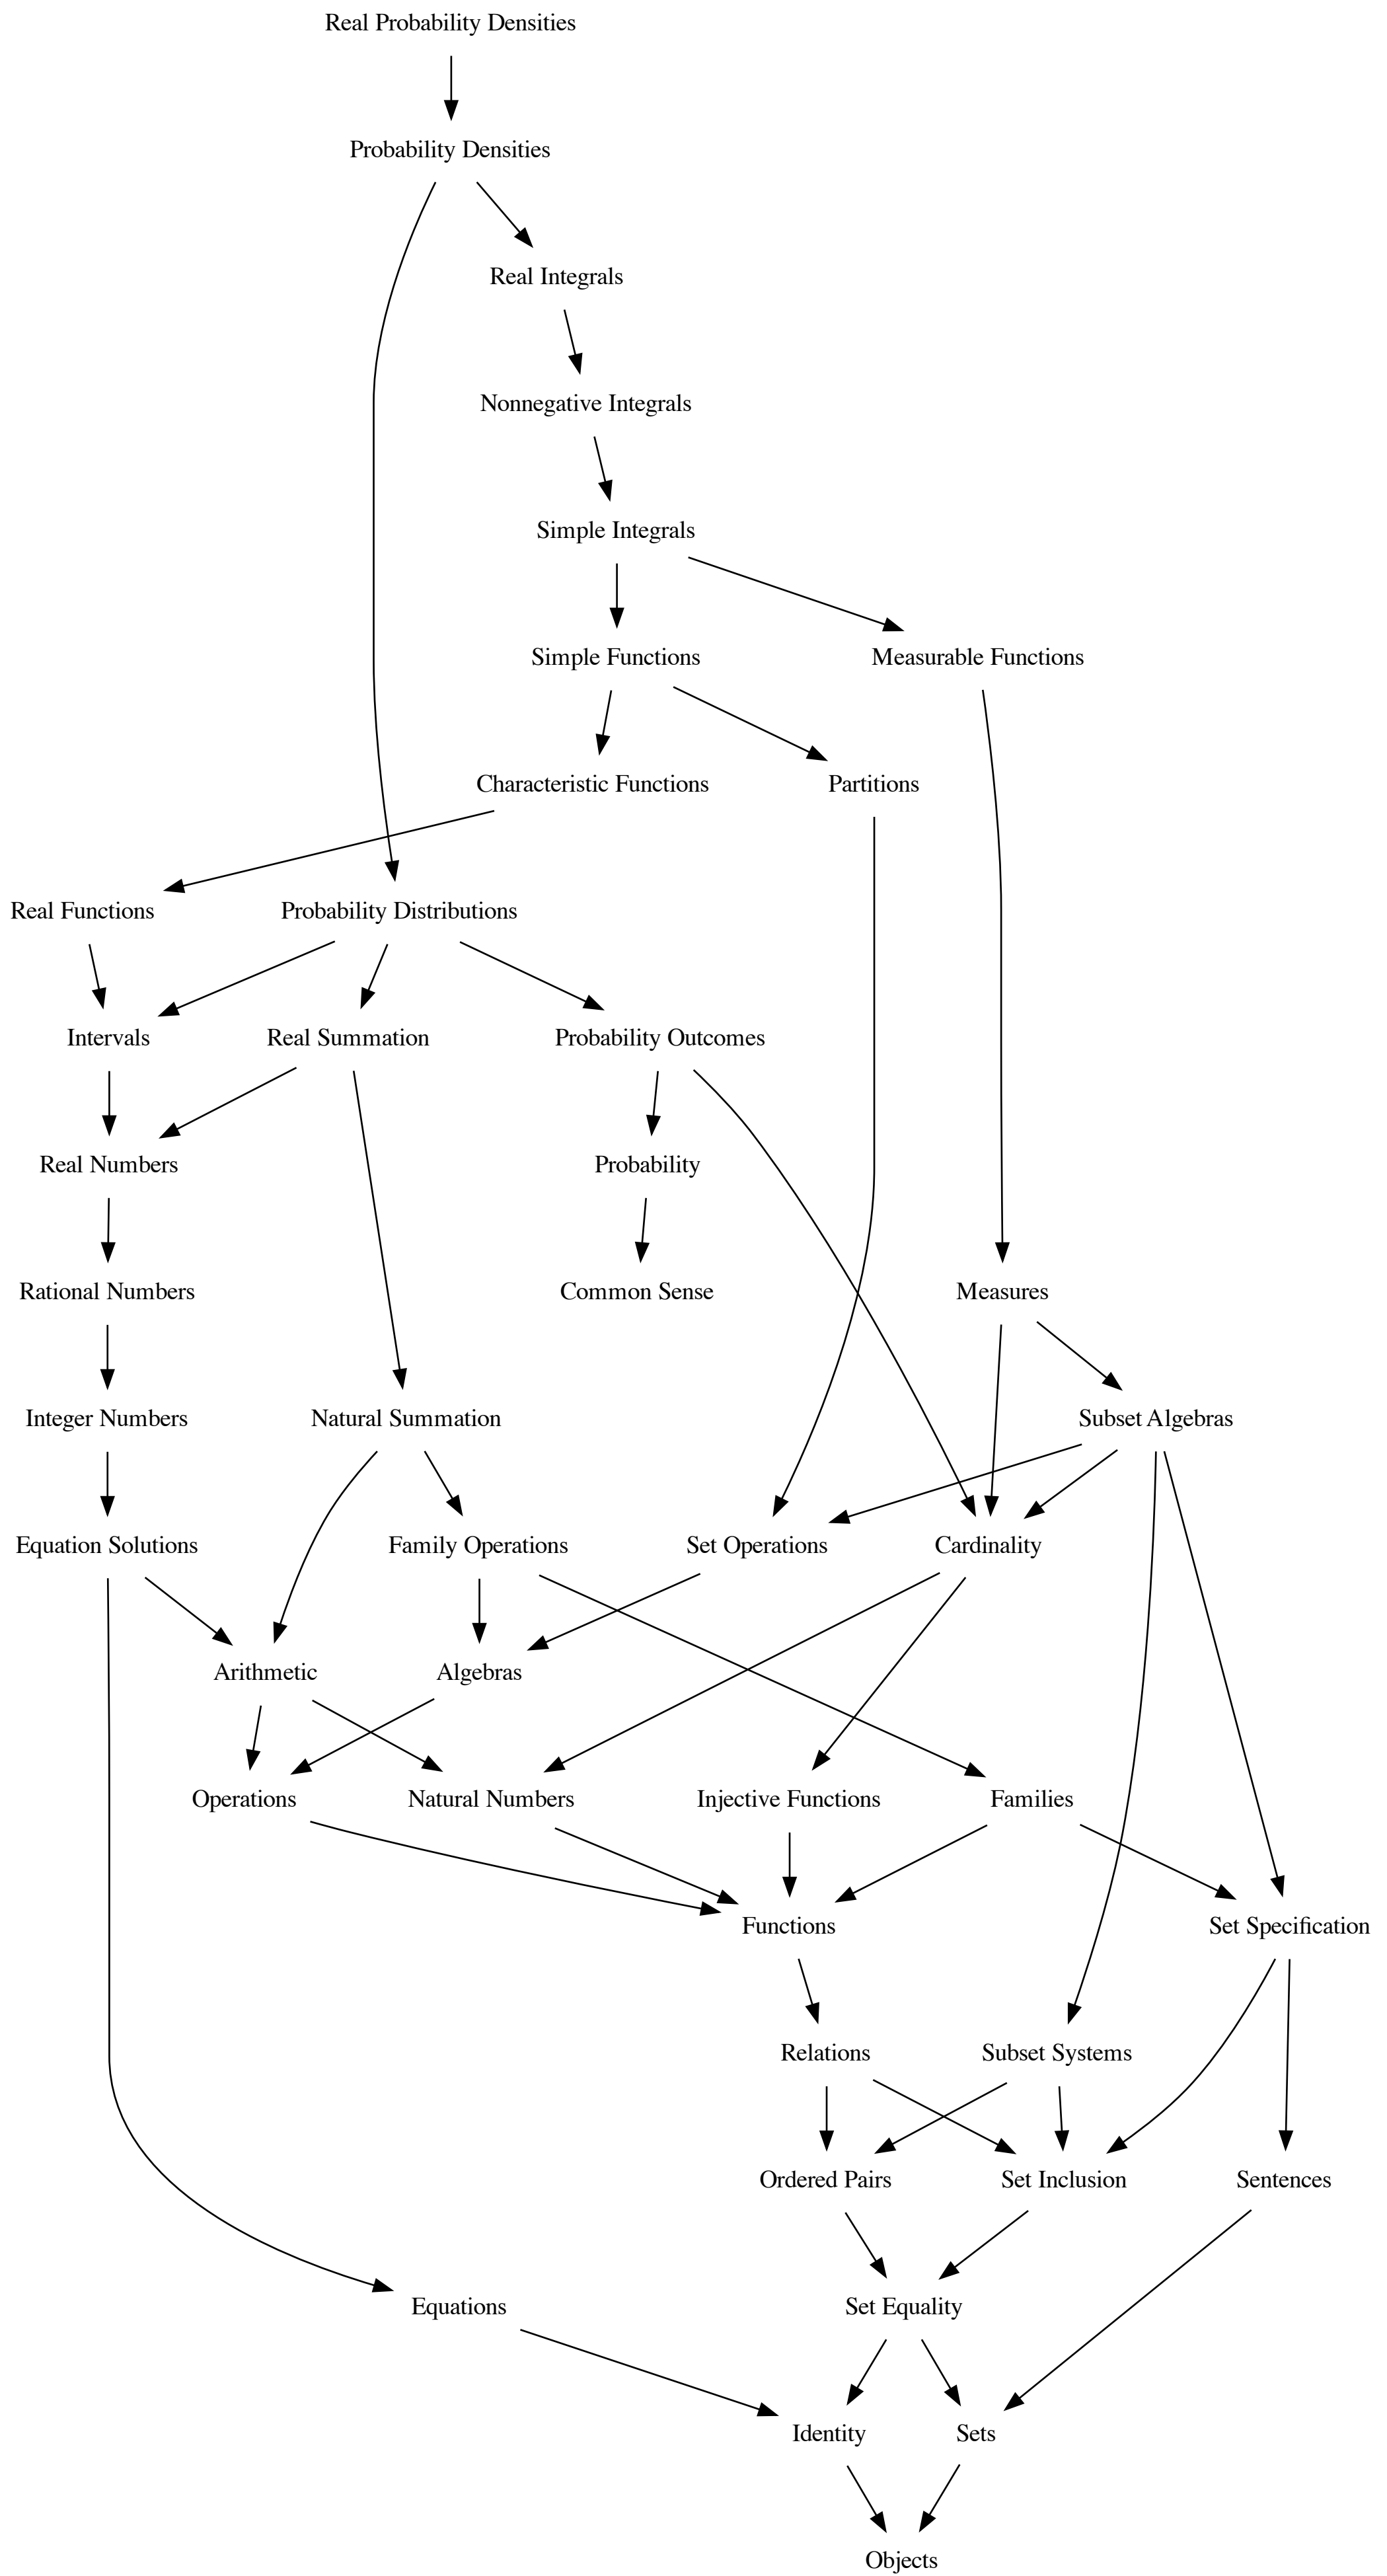 Real Probability Densities
Probability Densities
Real Integrals
Nonnegative Integrals
Simple Integrals
Simple Functions
Measurable Functions
Characteristic Functions
Partitions
Real Functions
Probability Distributions
Intervals
Real Summation
Probability Outcomes
Real Numbers
Probability
Rational Numbers
Common Sense
Measures
Integer Numbers
Natural Summation
Subset Algebras
Equation Solutions
Family Operations
Set Operations
Cardinality
Arithmetic
Algebras
Operations
Natural Numbers
Injective Functions
Families
Functions
Set Specification
Relations
Subset Systems
Ordered Pairs
Set Inclusion
Sentences
Equations
Set Equality
Identity
Sets
Objects